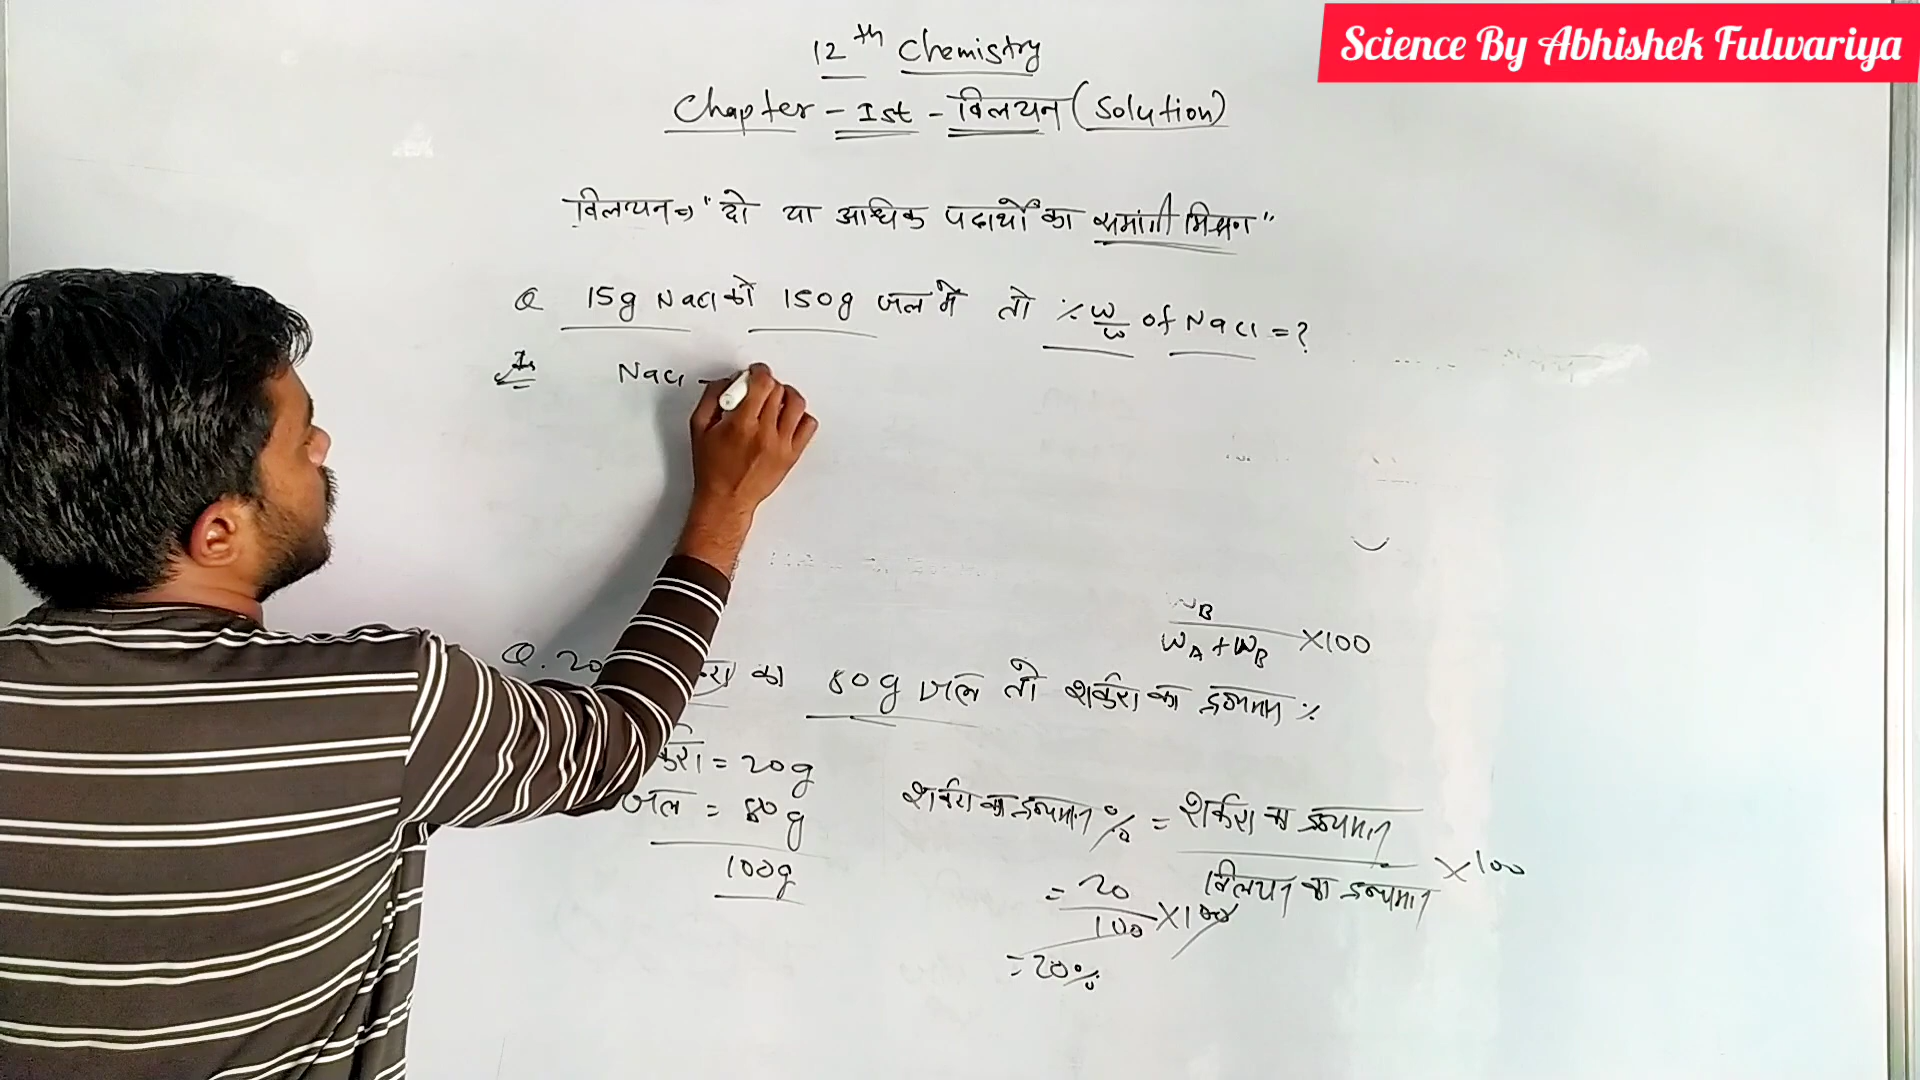 Science By Abhishek Fulwariya
12th Chemistry
Chapter - Ist - विलयन (Solution)
विलयन → "दो या अधिक पदार्थों का समांगी मिश्रण"
Q 15g NaCl को 150g जल में तो % w/w of NaCl = ?
NaCl -
WB
WA + WB ×100
Q. 20 का 80g जल तो शर्करा का द्रव्यमान %
करा = 20g
जल = 80g
100g
शर्करा का द्रव्यमान % = शर्करा का द्रव्यमान
विलयन का द्रव्यमान ×100
= 20
100 ×100
= 20%